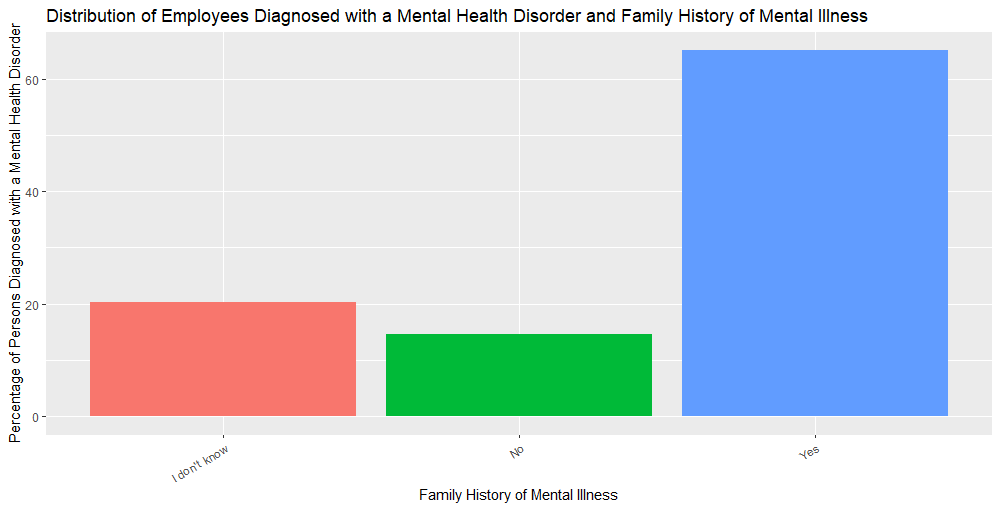 Distribution of Employees Diagnosed with a Mental Health Disorder and Family History of Mental Illness
Percentage of Persons Diagnosed with a Mental Health Disorder
60
40
20
0
I don't know
No
Yes
Family History of Mental Illness